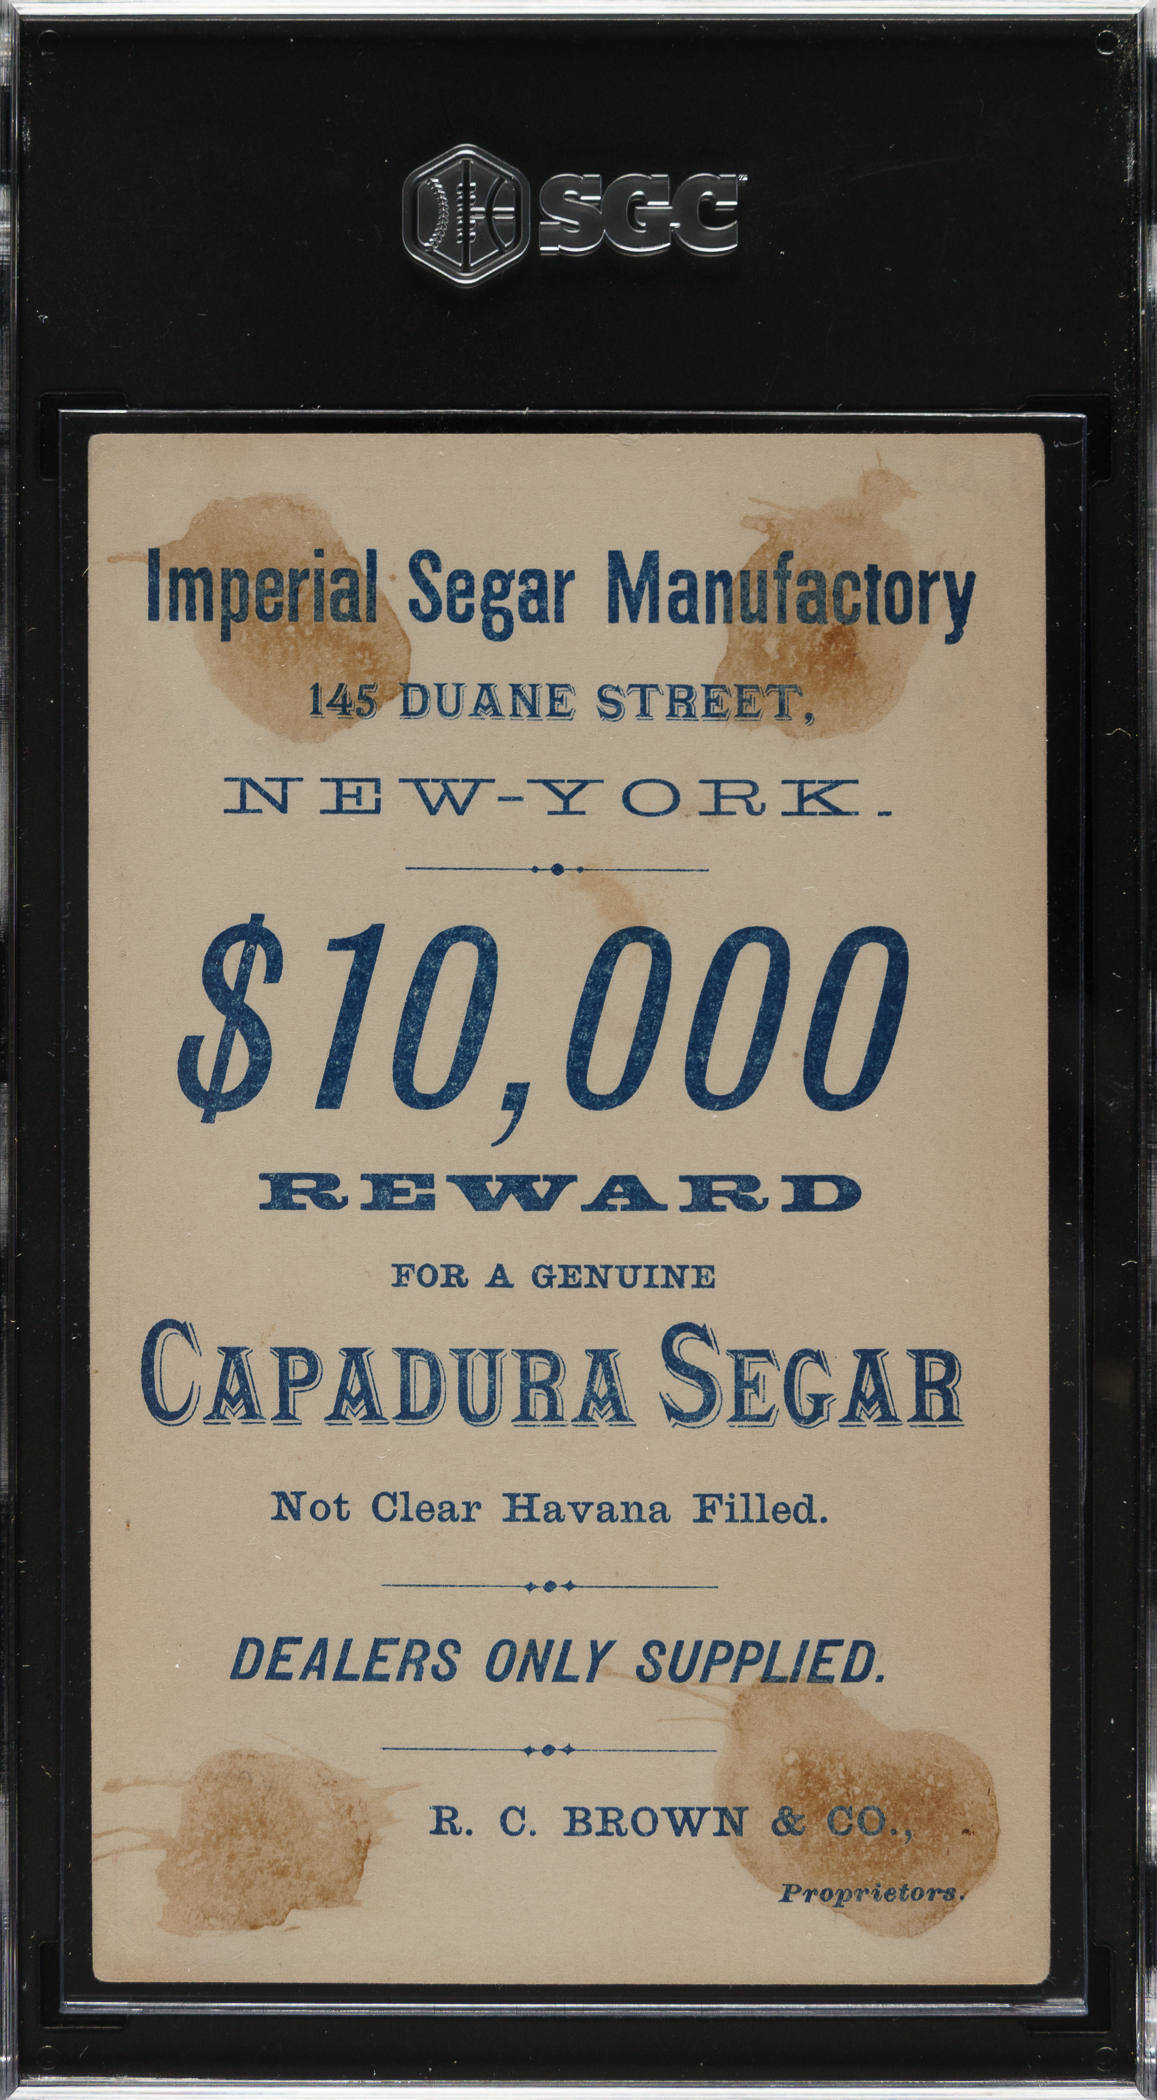 SGC
Imperial Segar Manufactory
145 DUANE STREET,
NEW-YORK.
$10,000
REWARD
FOR A GENUINE
CAPADURA SEGAR
Not Clear Havana Filled.
DEALERS ONLY SUPPLIED.
R. C. BROWN & CO.,
Proprietors.